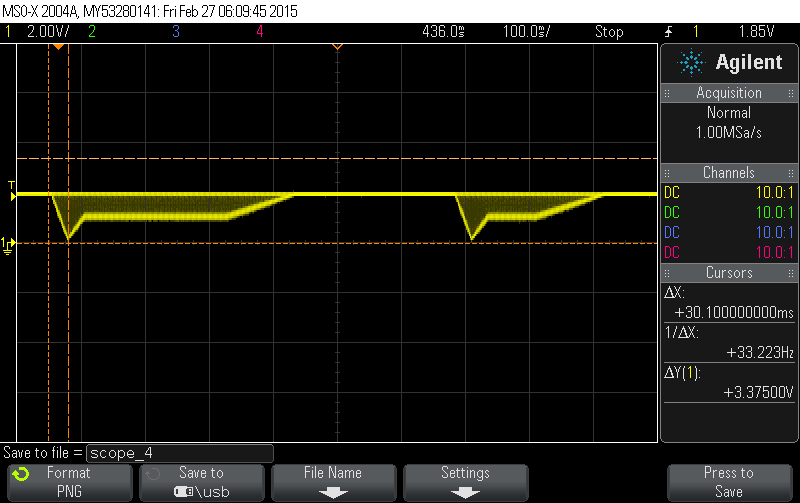 MSO-X 2004A, MY53280141: Fri Feb 27 06:09:45 2015
1 2.00V/ 2 3 4 436.0ms 100.0ms/ Stop 1 1.85V
Agilent
Acquisition
Normal
1.00MSa/s
Channels
DC 10.0:1
DC 10.0:1
DC 10.0:1
DC 10.0:1
Cursors
ΔX:
+30.100000000ms
1/ΔX:
+33.223Hz
ΔY(1):
+3.37500V
T
1
Save to file = scope_4
Format
PNG
Save to
\usb
File Name
Settings
Press to
Save